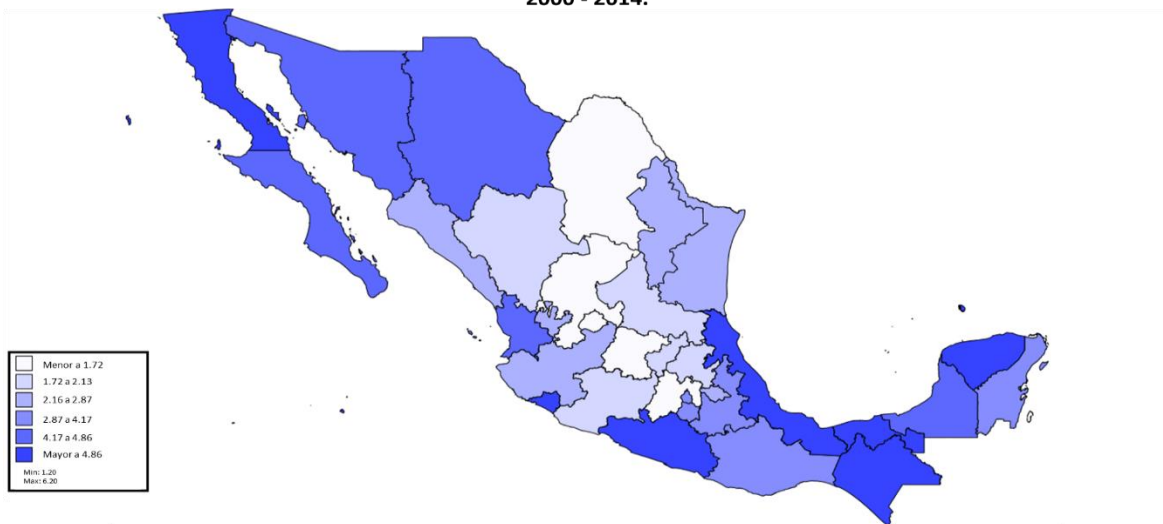 2000 - 2014.
Menor a 1.72
1.72 a 2.13
2.16 a 2.87
2.87 a 4.17
4.17 a 4.86
Mayor a 4.86
Min: 1.20
Max: 6.20